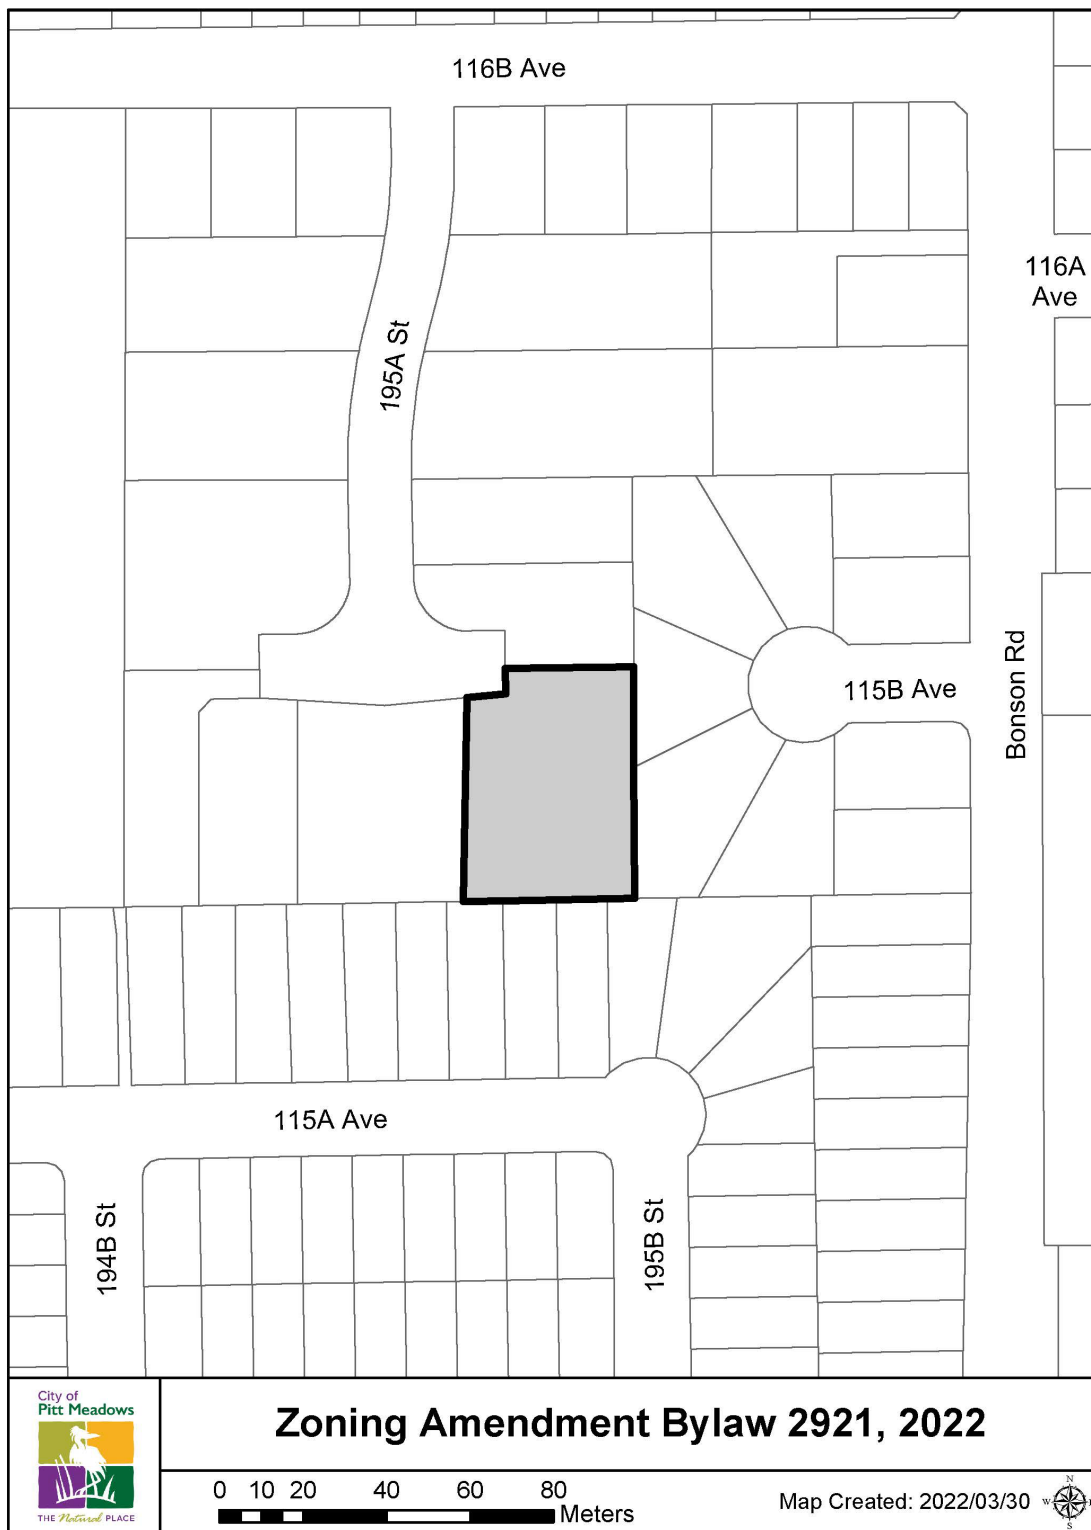 116B Ave
116A
Ave
195A St
115B Ave
Bonson Rd
115A Ave
194B St
195B St
City of
Pitt Meadows
THE Natural PLACE
Zoning Amendment Bylaw 2921, 2022
0 10 20 40 60 80
Meters
Map Created: 2022/03/30
N
W
S